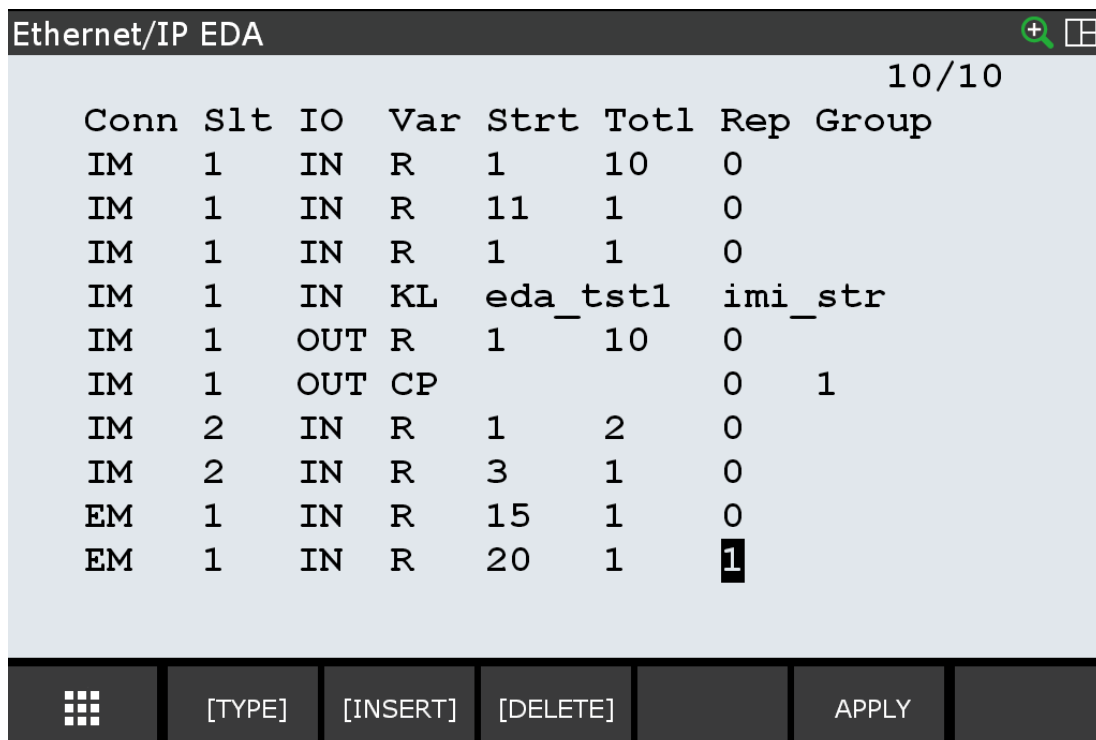 Ethernet/IP EDA
10/10
Conn Slt IO Var Strt Totl Rep Group
IM 1 IN R 1 10 0
IM 1 IN R 11 1 0
IM 1 IN R 1 1 0
IM 1 IN KL eda_tst1 imi_str
IM 1 OUT R 1 10 0
IM 1 OUT CP 0 1
IM 2 IN R 1 2 0
IM 2 IN R 3 1 0
EM 1 IN R 15 1 0
EM 1 IN R 20 1 1
[TYPE] [INSERT] [DELETE] APPLY